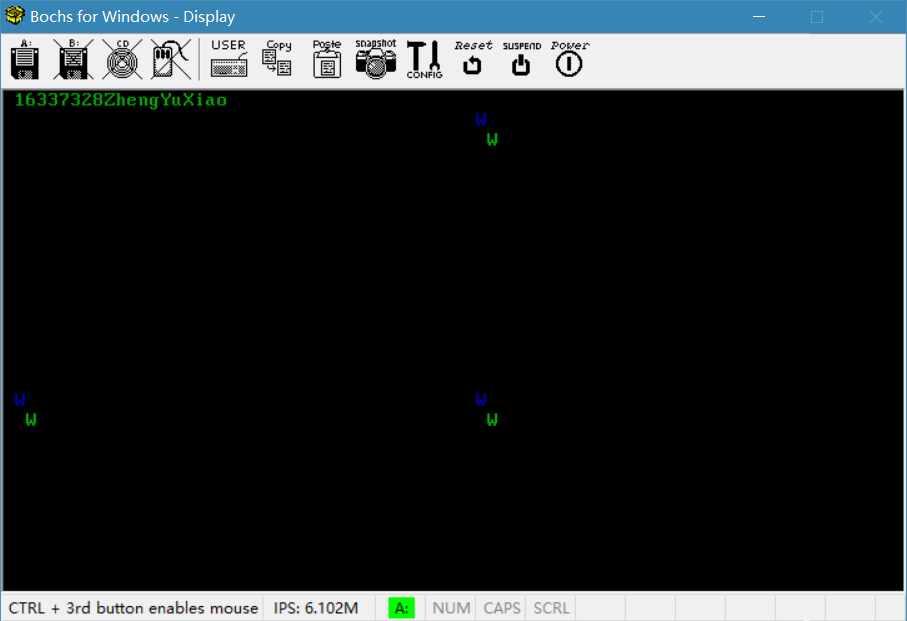 Bochs for Windows - Display
A: B: CD USER Copy Paste snapshot CONFIG Reset SUSPEND Power
16337328ZhengYuXiao
W
W
W W
W W
CTRL + 3rd button enables mouse IPS: 6.102M A: NUM CAPS SCRL